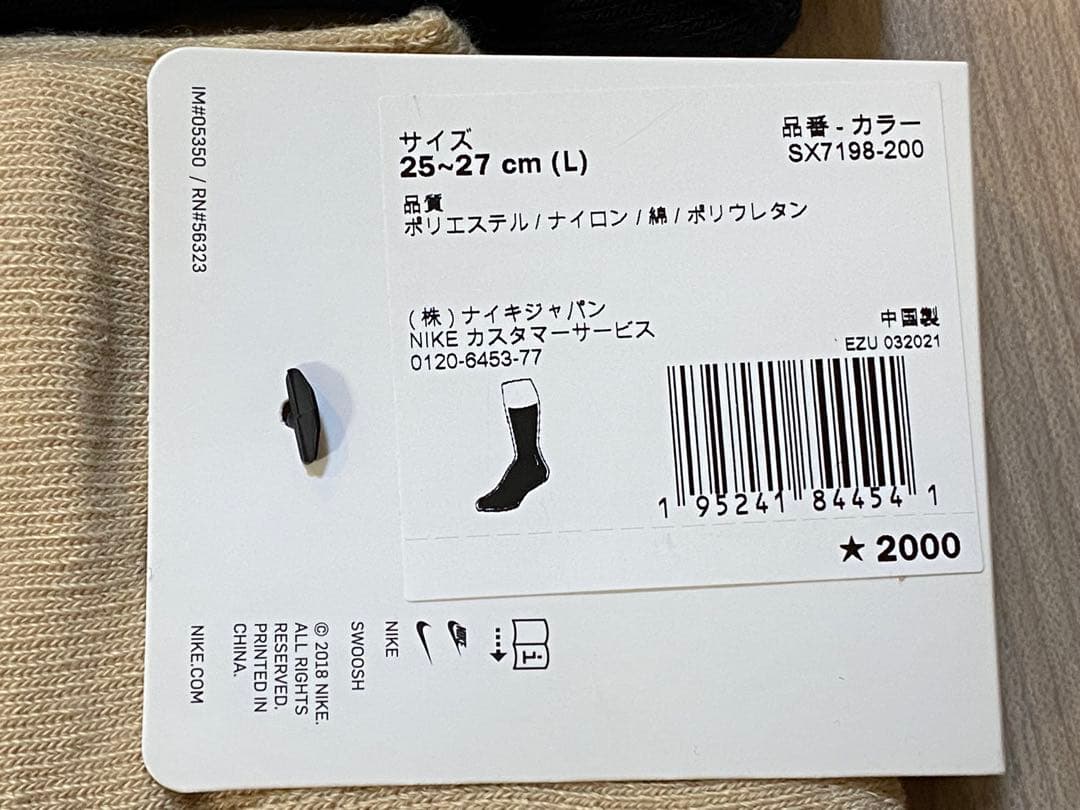 サイズ
25~27 cm (L)
品番 - カラー
SX7198-200
品質
ポリエステル / ナイロン / 綿 / ポリウレタン
(株) ナイキジャパン
NIKE カスタマーサービス
0120-6453-77
中国製
EZU 032021
1 95241 84454 1
★ 2000
IM#05350 / RN#56323
NIKE
SWOOSH
© 2018 NIKE.
ALL RIGHTS
RESERVED.
PRINTED IN
CHINA.
NIKE.COM